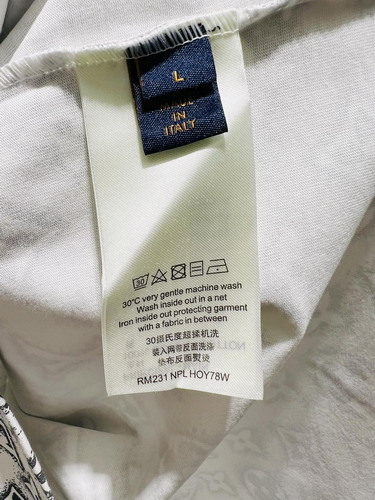 L
MADE
IN
ITALY
30
30°C very gentle machine wash
Wash inside out in a net
Iron inside out protecting garment
with a fabric in between
30摄氏度超揉机洗
装入网带反面洗涤
垫布反面熨烫
RM231 NPL HOY78W